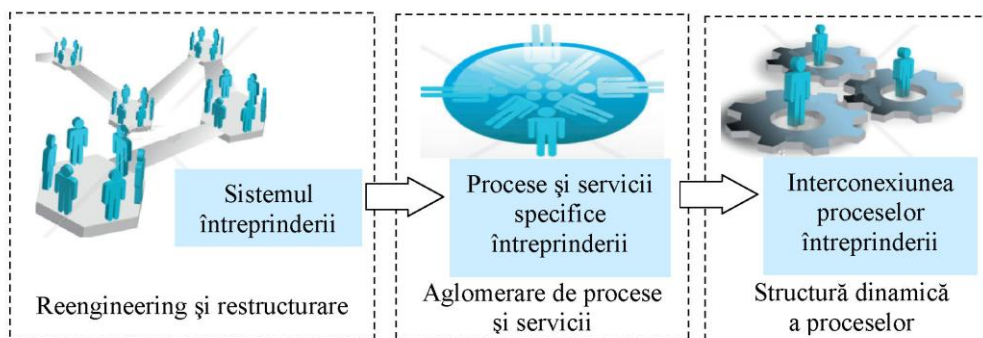 Sistemul
întreprinderii
Reengineering şi restructurare
Procese şi servicii
specifice
întreprinderii
Aglomerare de procese
şi servicii
Interconexiunea
proceselor
întreprinderii
Structură dinamică
a proceselor